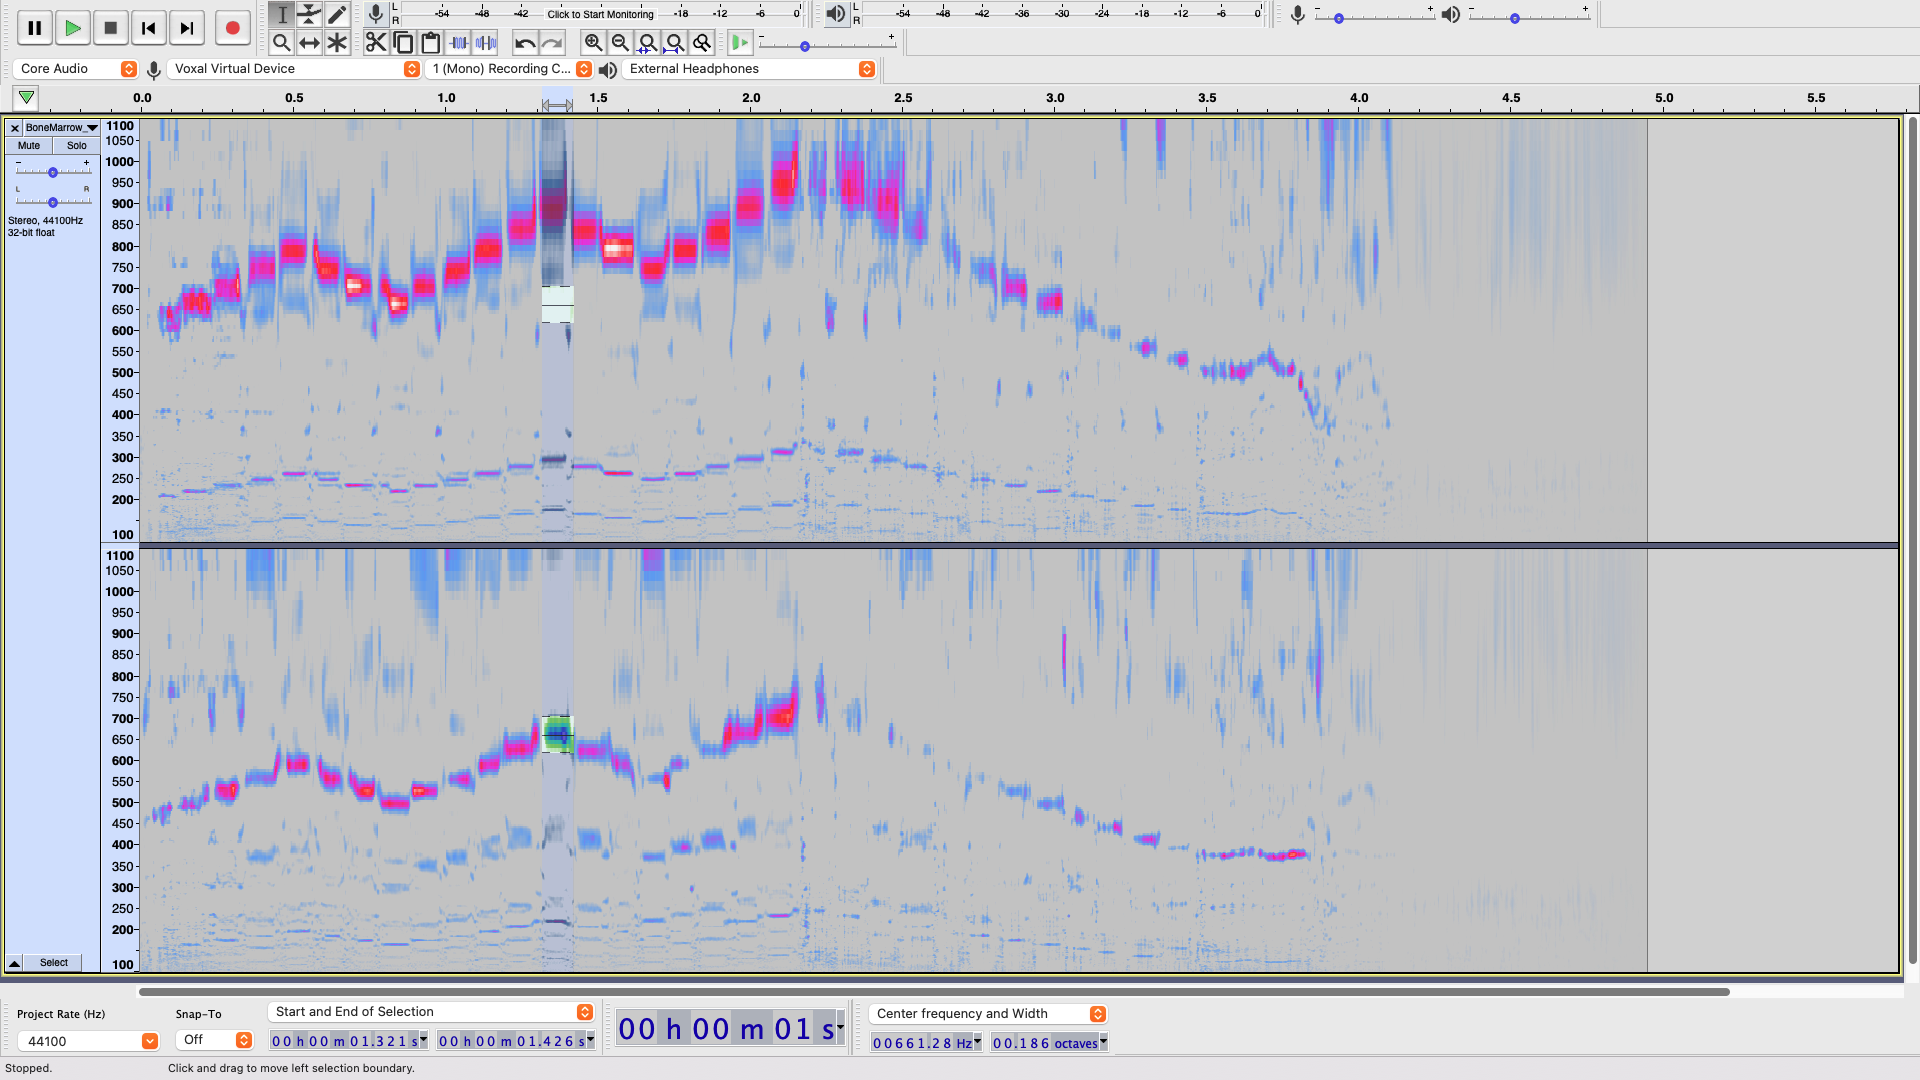 L
R
-54 -48 -42 Click to Start Monitoring -18 -12 -6 0
L
R
-54 -48 -42 -36 -30 -24 -18 -12 -6 0
- +
- +
- +
Core Audio
Voxal Virtual Device
1 (Mono) Recording C...
External Headphones
0.0 0.5 1.0 1.5 2.0 2.5 3.0 3.5 4.0 4.5 5.0 5.5
BoneMarrow_
Mute Solo
- +
L R
Stereo, 44100Hz
32-bit float
1100
1050
1000
950
900
850
800
750
700
650
600
550
500
450
400
350
300
250
200
100
1100
1050
1000
950
900
850
800
750
700
650
600
550
500
450
400
350
300
250
200
100
Select
Project Rate (Hz)
44100
Snap-To
Off
Start and End of Selection
00 h 00 m 01.321 s
00 h 00 m 01.426 s
00 h 00 m 01 s
Center frequency and Width
00661.28 Hz
00.186 octaves
Stopped.
Click and drag to move left selection boundary.